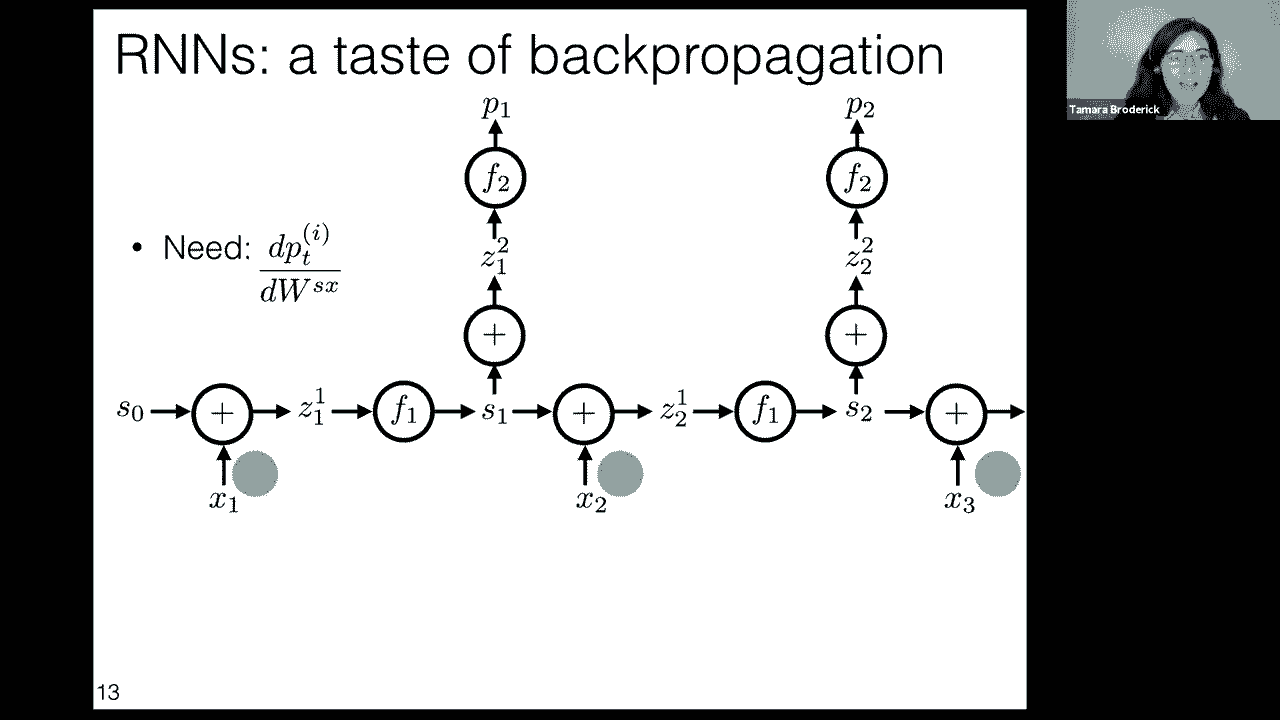 RNNs: a taste of backpropagation
Tamara Broderick
p_1 p_2
f_2 f_2
• Need: dp_t^{(i)} / dW^{sx}
z_1^2 z_2^2
+ +
s_0 + z_1^1 f_1 s_1 + z_2^1 f_1 s_2 +
x_1 x_2 x_3
13